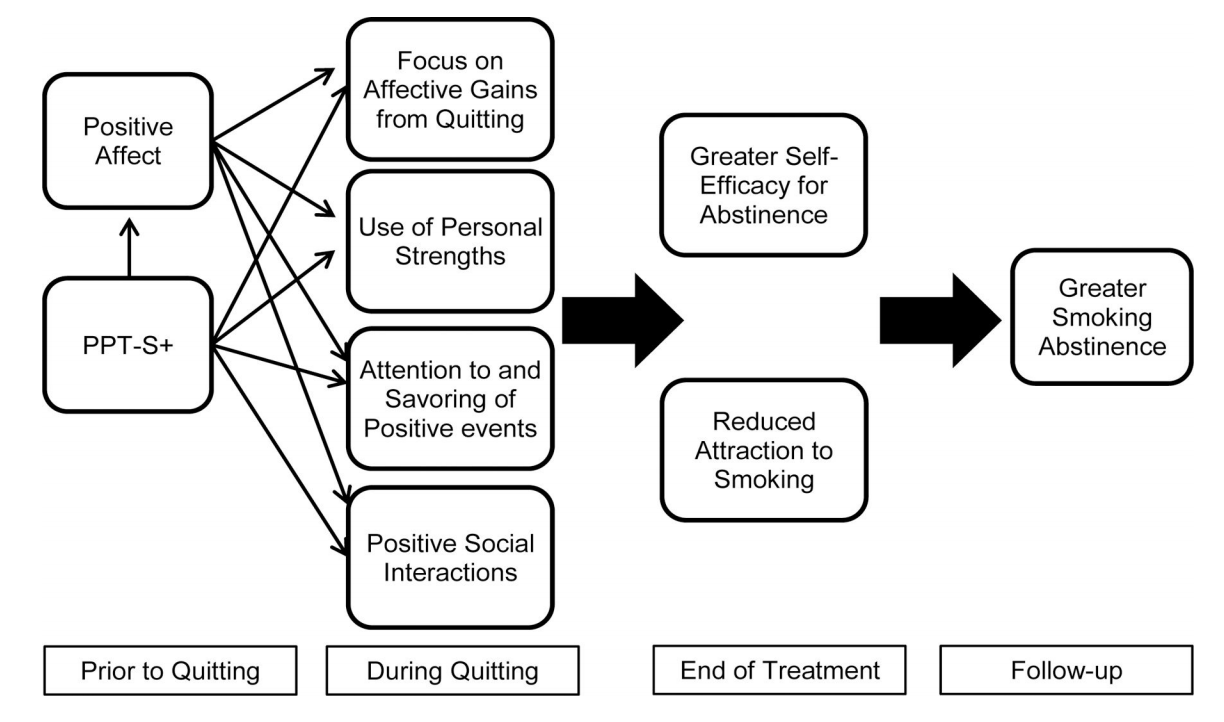 Positive
Affect
PPT-S+
Focus on
Affective Gains
from Quitting
Use of Personal
Strengths
Attention to and
Savoring of
Positive events
Positive Social
Interactions
Greater Self-
Efficacy for
Abstinence
Reduced
Attraction to
Smoking
Greater
Smoking
Abstinence
Prior to Quitting
During Quitting
End of Treatment
Follow-up